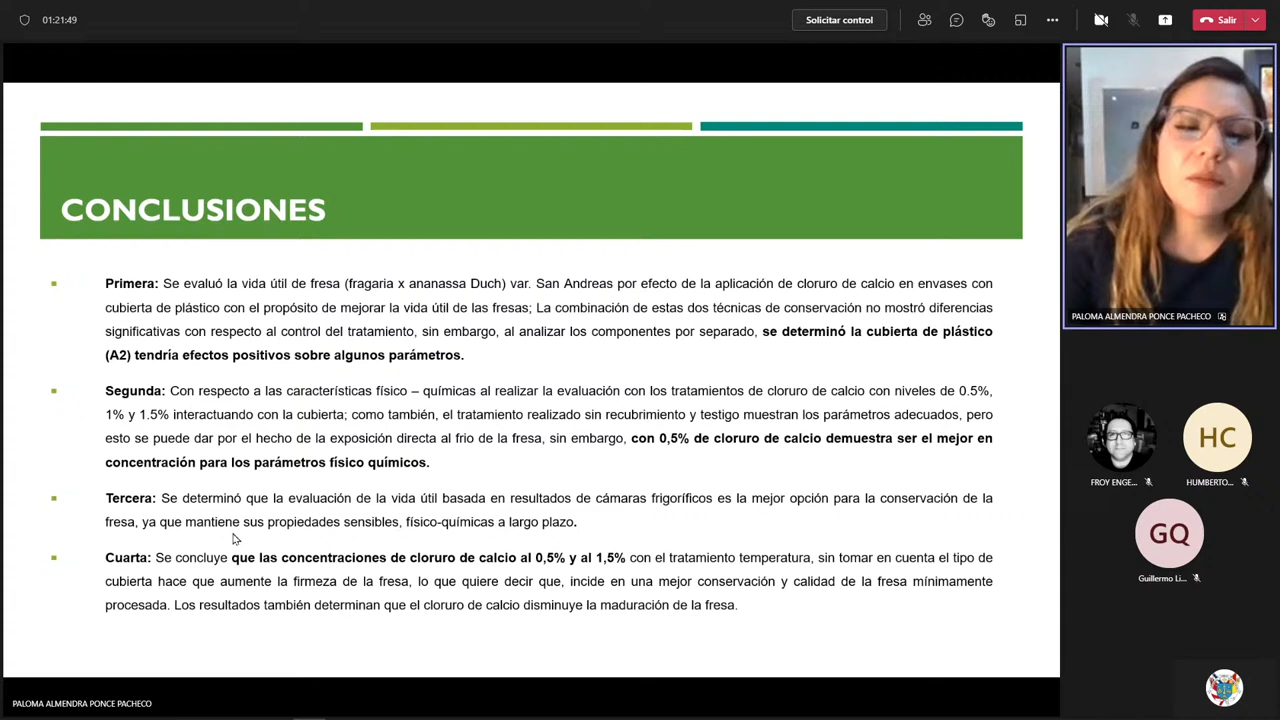 01:21:49
Solicitar control
Salir
CONCLUSIONES
Primera: Se evaluó la vida útil de fresa (fragaria x ananassa Duch) var. San Andreas por efecto de la aplicación de cloruro de calcio en envases con
cubierta de plástico con el propósito de mejorar la vida útil de las fresas; La combinación de estas dos técnicas de conservación no mostró diferencias
significativas con respecto al control del tratamiento, sin embargo, al analizar los componentes por separado, se determinó la cubierta de plástico
(A2) tendría efectos positivos sobre algunos parámetros.
Segunda: Con respecto a las características físico – químicas al realizar la evaluación con los tratamientos de cloruro de calcio con niveles de 0.5%,
1% y 1.5% interactuando con la cubierta; como también, el tratamiento realizado sin recubrimiento y testigo muestran los parámetros adecuados, pero
esto se puede dar por el hecho de la exposición directa al frio de la fresa, sin embargo, con 0,5% de cloruro de calcio demuestra ser el mejor en
concentración para los parámetros físico químicos.
Tercera: Se determinó que la evaluación de la vida útil basada en resultados de cámaras frigoríficos es la mejor opción para la conservación de la
fresa, ya que mantiene sus propiedades sensibles, físico-químicas a largo plazo.
Cuarta: Se concluye que las concentraciones de cloruro de calcio al 0,5% y al 1,5% con el tratamiento temperatura, sin tomar en cuenta el tipo de
cubierta hace que aumente la firmeza de la fresa, lo que quiere decir que, incide en una mejor conservación y calidad de la fresa mínimamente
procesada. Los resultados también determinan que el cloruro de calcio disminuye la maduración de la fresa.
PALOMA ALMENDRA PONCE PACHECO
HC
FROY ENGE...
HUMBERTO...
GQ
Guillermo Li...
PALOMA ALMENDRA PONCE PACHECO